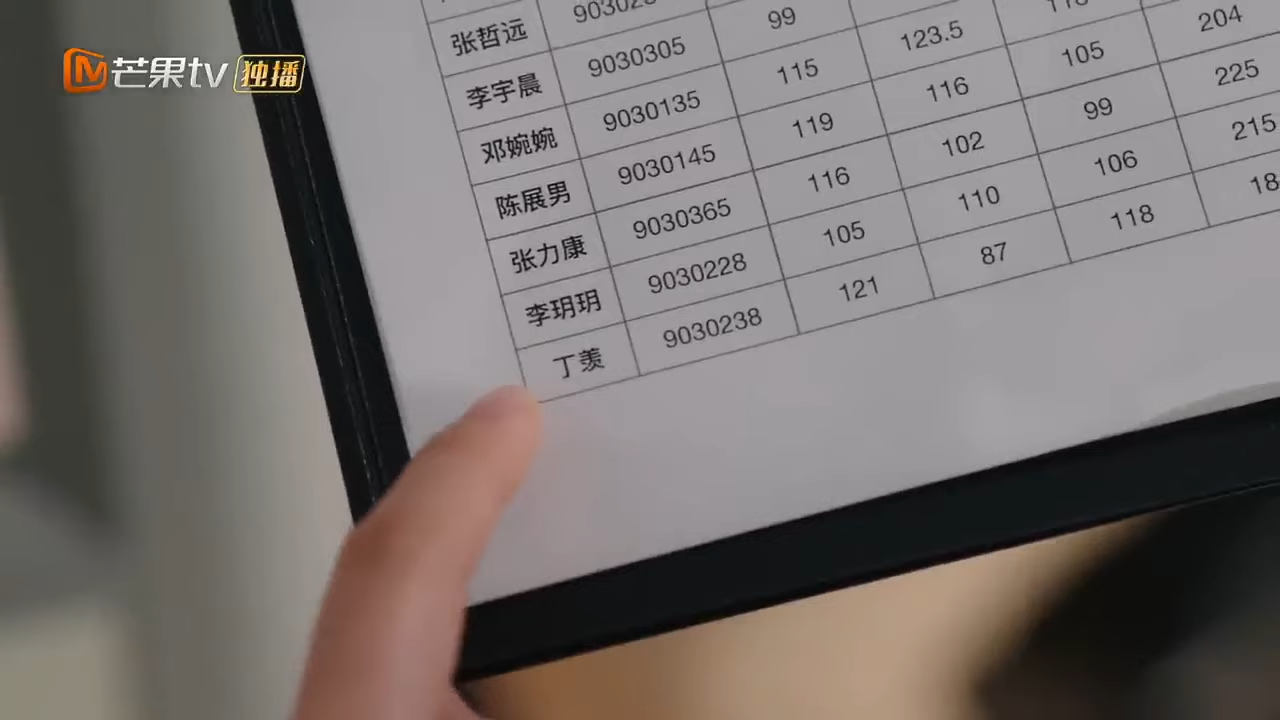 芒果tv 独播
张哲远
李宇晨 9030305 99
邓婉婉 9030135 115 123.5
陈展男 9030145 119 116 105 204
张力康 9030365 116 102 99 225
李玥玥 9030228 105 110 106 215
丁羡 9030238 121 87 118